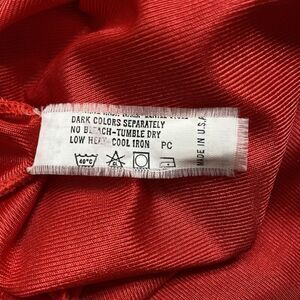 DARK COLORS SEPARATELY
NO BLEACH-TUMBLE DRY
LOW HEAT-COOL IRON PC
40°C
MADE IN U.S.A.